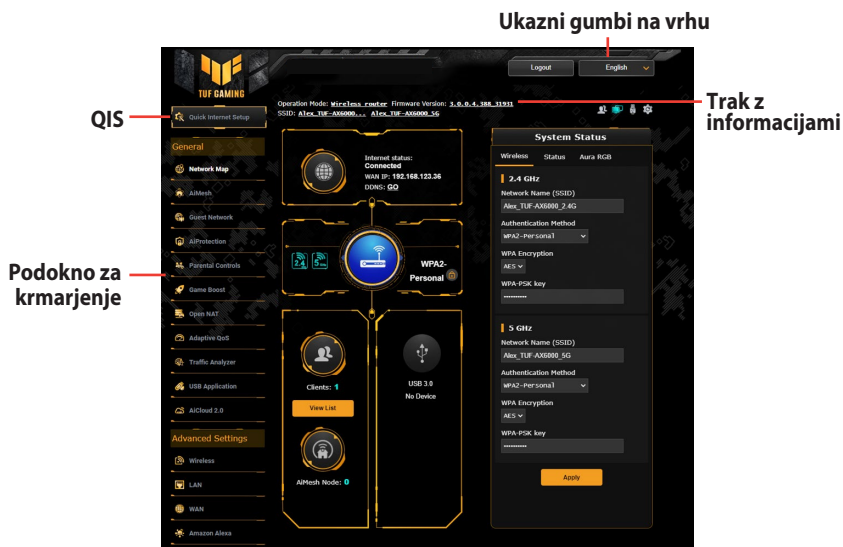 Ukazni gumbi na vrhu
TUF GAMING
Logout
English
QIS
Quick Internet Setup
Operation Mode: Wireless router Firmware Version: 3.0.0.4.388_31931
SSID: Alex_TUF-AX6000... Alex_TUF-AX6000_5G
Trak z
informacijami
General
Network Map
AiMesh
Guest Network
AiProtection
Parental Controls
Game Boost
Open NAT
Adaptive QoS
Traffic Analyzer
USB Application
AiCloud 2.0
Advanced Settings
Wireless
LAN
WAN
Amazon Alexa
Podokno za
krmarjenje
Internet status:
Connected
WAN IP: 192.168.123.36
DDNS: GO
2.4
5
WPA2-
Personal
Clients: 1
View List
AiMesh Node: 0
USB 3.0
No Device
System Status
Wireless Status Aura RGB
2.4 GHz
Network Name (SSID)
Alex_TUF-AX6000_2.4G
Authentication Method
WPA2-Personal
WPA Encryption
AES
WPA-PSK key
5 GHz
Network Name (SSID)
Alex_TUF-AX6000_5G
Authentication Method
WPA2-Personal
WPA Encryption
AES
WPA-PSK key
Apply